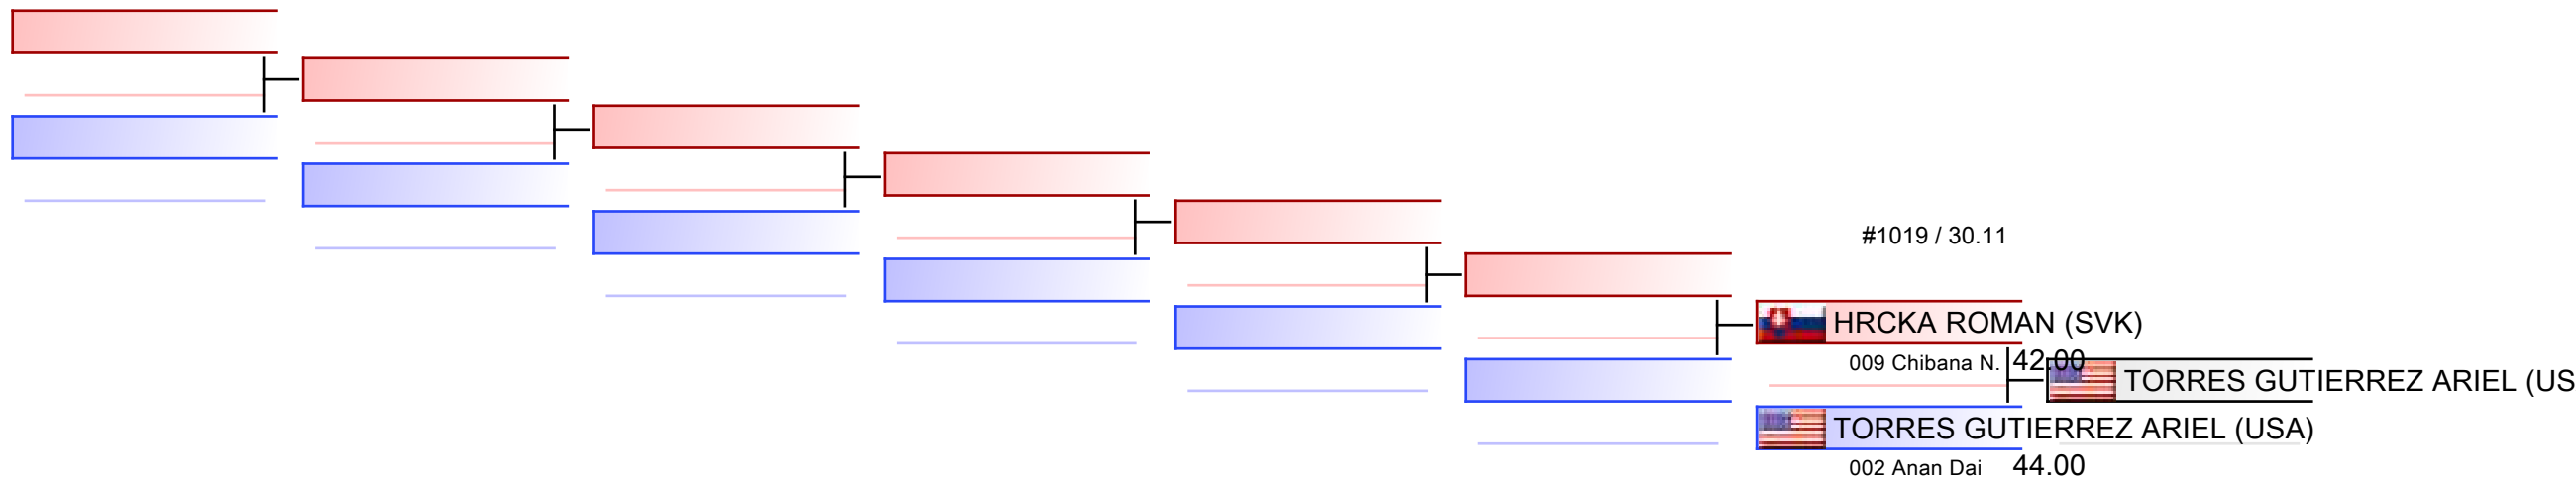 #1019 / 30.11
HRCKA ROMAN (SVK)
009 Chibana N. 42.00
TORRES GUTIERREZ ARIEL (US
TORRES GUTIERREZ ARIEL (USA)
002 Anan Dai 44.00